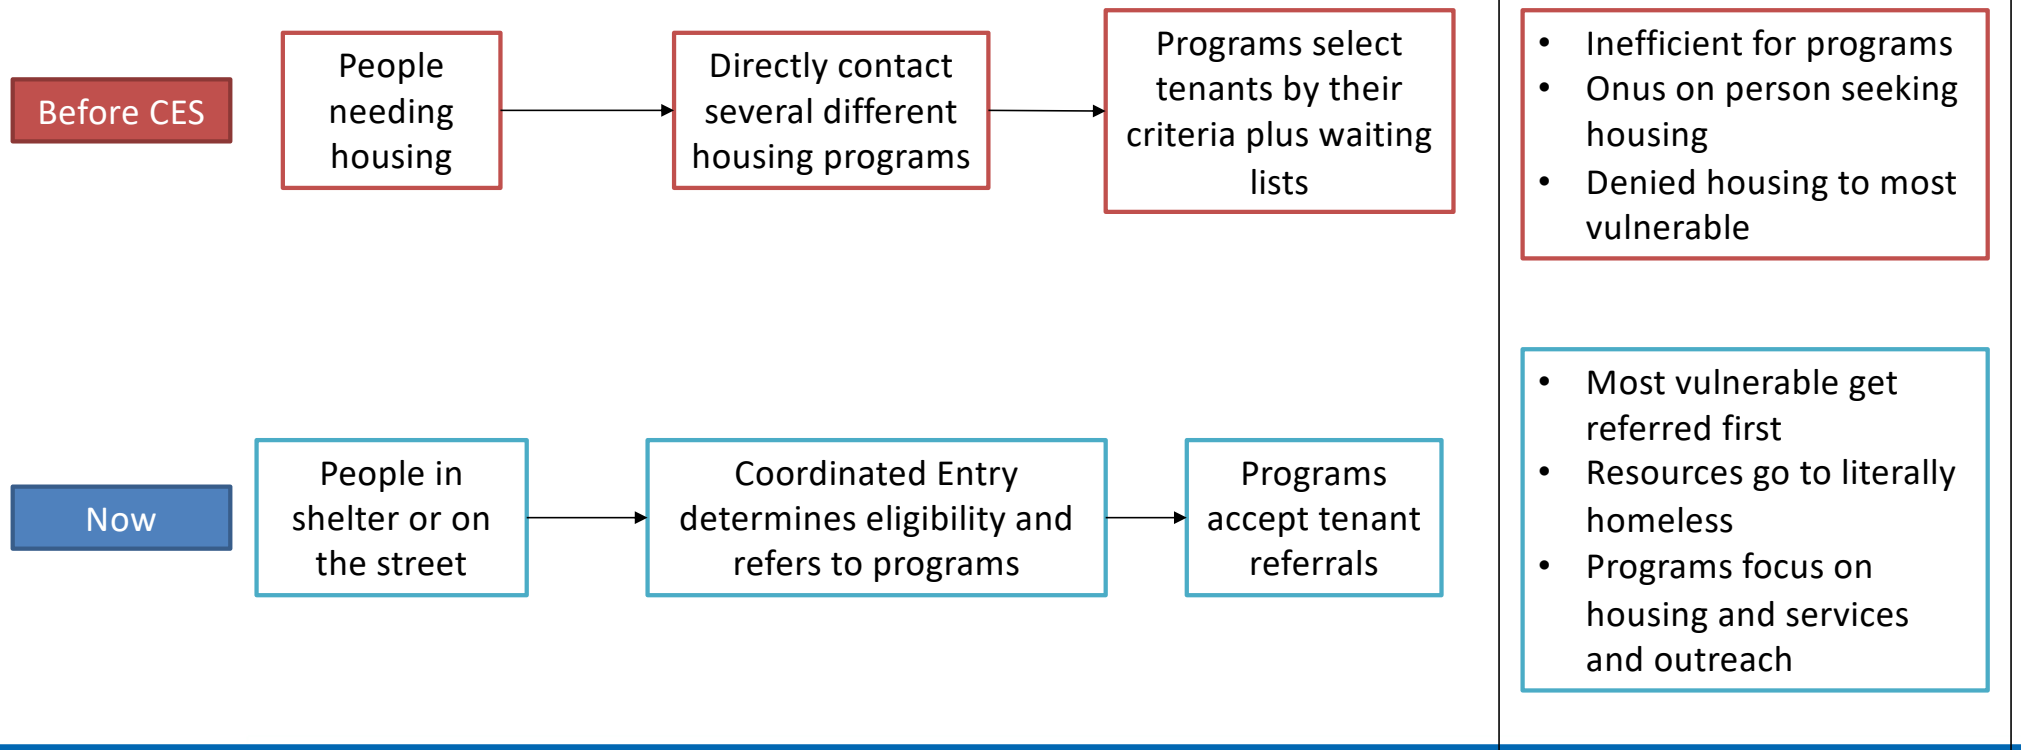 Before CES
People
needing
housing
Directly contact
several different
housing programs
Programs select
tenants by their
criteria plus waiting
lists
• Inefficient for programs
• Onus on person seeking
housing
• Denied housing to most
vulnerable
Now
People in
shelter or on
the street
Coordinated Entry
determines eligibility and
refers to programs
Programs
accept tenant
referrals
• Most vulnerable get
referred first
• Resources go to literally
homeless
• Programs focus on
housing and services
and outreach